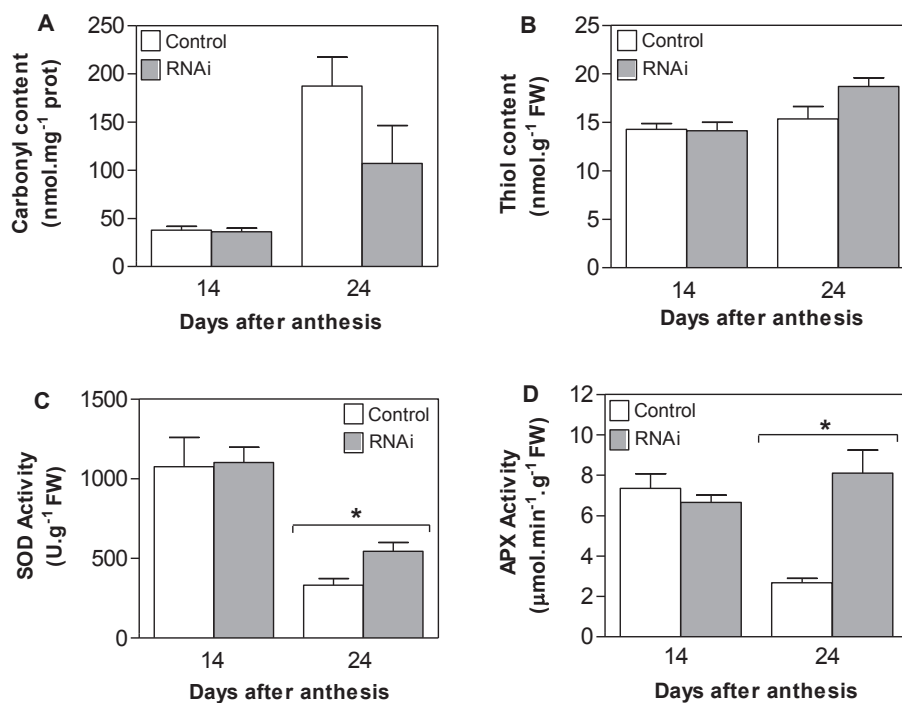 A
Carbonyl content
(nmol.mg⁻¹ prot)
250
200
150
100
50
0
Control
RNAi
14
24
Days after anthesis
B
Thiol content
(nmol.g⁻¹ FW)
25
20
15
10
5
0
Control
RNAi
14
24
Days after anthesis
C
SOD Activity
(U.g⁻¹ FW)
1500
1000
500
0
Control
RNAi
*
14
24
Days after anthesis
D
APX Activity
(µmol.min⁻¹.g⁻¹ FW)
12
10
8
6
4
2
0
Control
RNAi
*
14
24
Days after anthesis